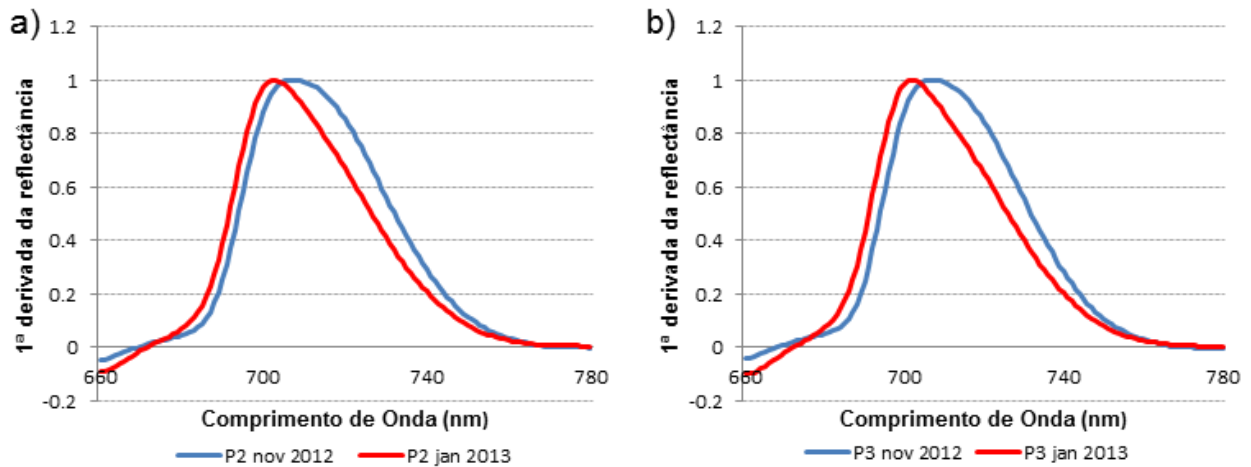 a)
1ª derivada da reflectância
1.2
1
0.8
0.6
0.4
0.2
0
-0.2
660
700
740
780
Comprimento de Onda (nm)
P2 nov 2012
P2 jan 2013
b)
1ª derivada da reflectância
1.2
1
0.8
0.6
0.4
0.2
0
-0.2
660
700
740
780
Comprimento de Onda (nm)
P3 nov 2012
P3 jan 2013